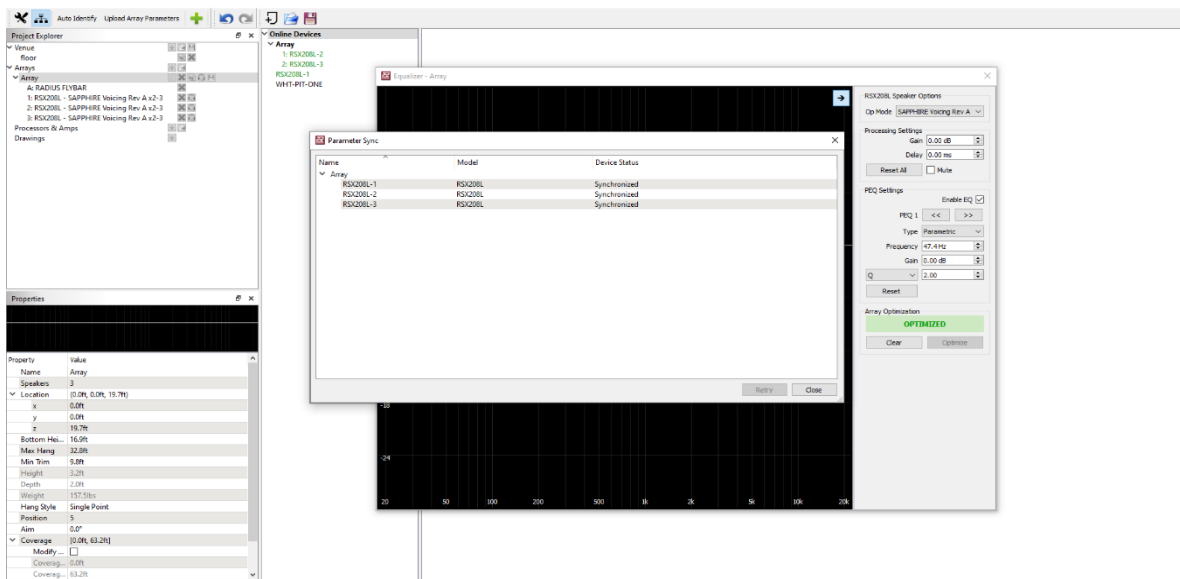 Auto Identify Upload Array Parameters
Project Explorer
Venue
floor
Arrays
Array
A: RADIUS FLYBAR
1: RSX208L - SAPPHIRE Voicing Rev A x2-3
2: RSX208L - SAPPHIRE Voicing Rev A x2-3
3: RSX208L - SAPPHIRE Voicing Rev A x2-3
Processors & Amps
Drawings
Online Devices
Array
1: RSX208L-2
2: RSX208L-3
RSX208L-1
WHT-PIT-ONE
Equalizer - Array
Parameter Sync
Name Model Device Status
Array
RSX208L-1 RSX208L Synchronized
RSX208L-2 RSX208L Synchronized
RSX208L-3 RSX208L Synchronized
Retry Close
-18
-24
20 50 100 200 500 1k 2k 5k 10k 20k
RSX208L Speaker Options
Op Mode SAPPHIRE Voicing Rev A
Processing Settings
Gain 0.00 dB
Delay 0.00 ms
Reset All Mute
PEQ Settings
Enable EQ
PEQ 1 << >>
Type Parametric
Frequency 47.4 Hz
Gain 0.00 dB
Q 2.00
Reset
Array Optimization
OPTIMIZED
Clear Optimize
Properties
Property Value
Name Array
Speakers 3
Location (0.0ft, 0.0ft, 19.7ft)
x 0.0ft
y 0.0ft
z 19.7ft
Bottom Hei... 16.9ft
Max Hang 32.8ft
Min Trim 9.8ft
Height 3.2ft
Depth 2.0ft
Weight 157.5lbs
Hang Style Single Point
Position 5
Aim 0.0°
Coverage [0.0ft, 63.2ft]
Modify ...
Coverag... 0.0ft
Coverag... 63.2ft